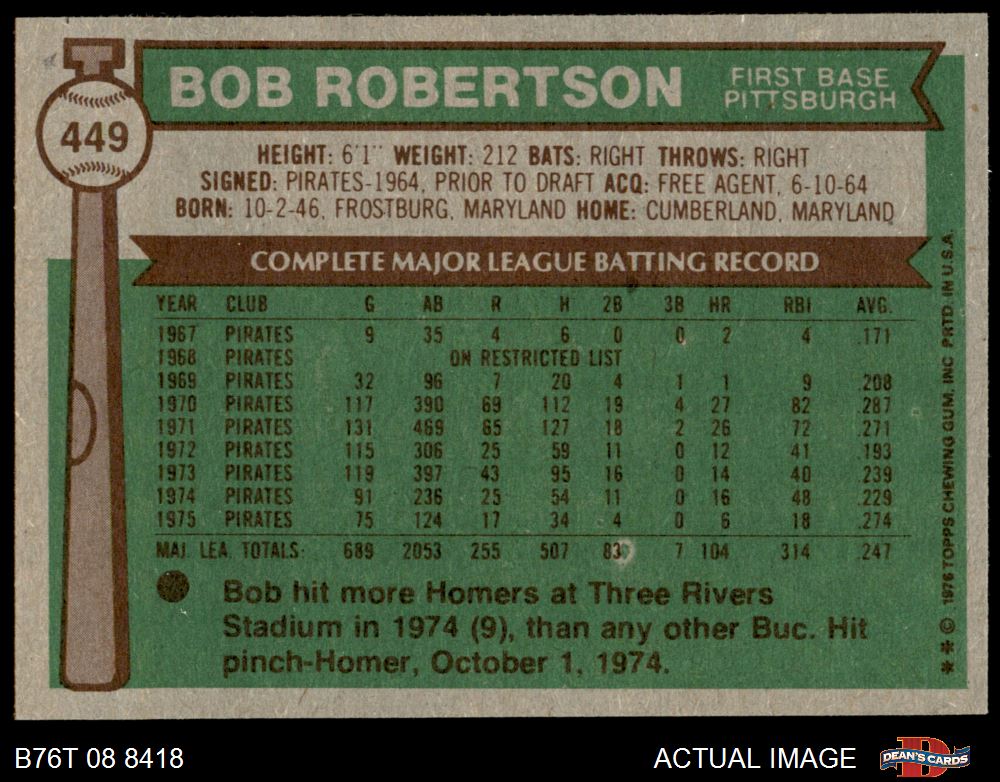 449
BOB ROBERTSON
FIRST BASE
PITTSBURGH
HEIGHT: 6'1" WEIGHT: 212 BATS: RIGHT THROWS: RIGHT
SIGNED: PIRATES-1964, PRIOR TO DRAFT ACQ: FREE AGENT, 6-10-64
BORN: 10-2-46, FROSTBURG, MARYLAND HOME: CUMBERLAND, MARYLAND
COMPLETE MAJOR LEAGUE BATTING RECORD
YEAR CLUB G AB R H 2B 3B HR RBI AVG.
1967 PIRATES 9 35 4 6 0 0 2 4 .171
1968 PIRATES ON RESTRICTED LIST
1969 PIRATES 32 96 7 20 4 1 1 9 .208
1970 PIRATES 117 390 69 112 19 4 27 82 .287
1971 PIRATES 131 469 65 127 18 2 26 72 .271
1972 PIRATES 115 306 25 59 11 0 12 41 .193
1973 PIRATES 119 397 43 95 16 0 14 40 .239
1974 PIRATES 91 236 25 54 11 0 16 48 .229
1975 PIRATES 75 124 17 34 4 0 6 18 .274
MAJ. LEA. TOTALS: 689 2053 255 507 83 7 104 314 .247
Bob hit more Homers at Three Rivers
Stadium in 1974 (9), than any other Buc. Hit
pinch-Homer, October 1, 1974.
**© 1976 TOPPS CHEWING GUM, INC. PRTD. IN U.S.A.
B76T 08 8418
ACTUAL IMAGE
DEAN'S CARDS